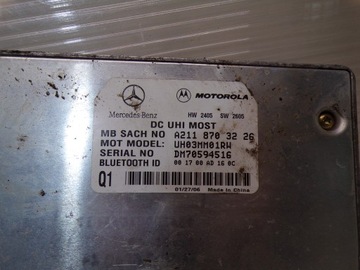 Mercedes-Benz
MOTOROLA
HW 2405 SW 2605
DC UHI MOST
MB SACH NO A211 870 32 26
MOT MODEL: UH03MM01RW
SERIAL NO DM70594516
BLUETOOTH ID 00 17 00 AD 16 0C
Q1
01/27/06 Made in China